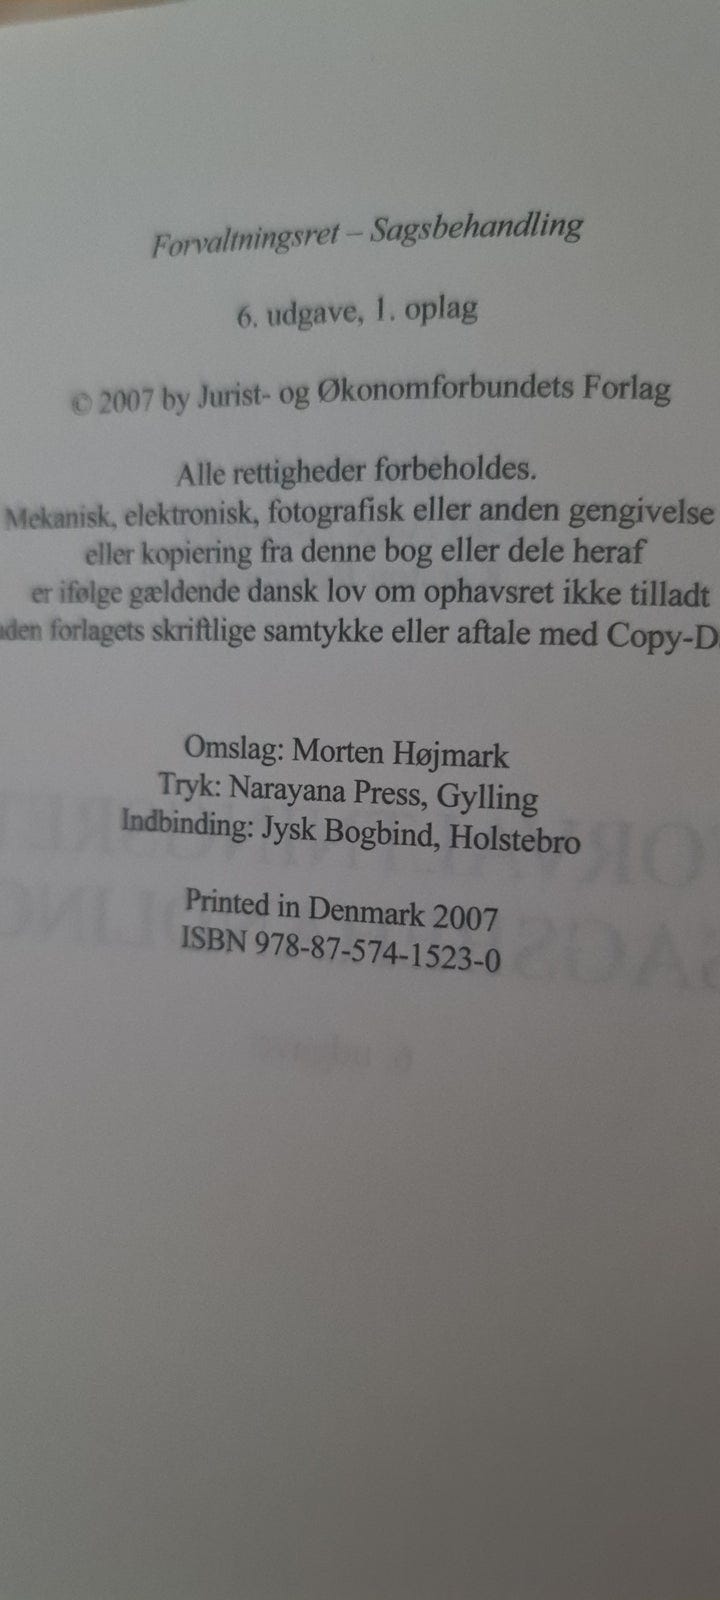 Forvaltningsret – Sagsbehandling
6. udgave, 1. oplag
© 2007 by Jurist- og Økonomforbundets Forlag
Alle rettigheder forbeholdes.
Mekanisk, elektronisk, fotografisk eller anden gengivelse
eller kopiering fra denne bog eller dele heraf
er ifølge gældende dansk lov om ophavsret ikke tilladt
forlagets skriftlige samtykke eller aftale med
Omslag: Morten Højmark
Tryk: Narayana Press, Gylling
Indbinding: Jysk Bogbind, Holstebro
Printed in Denmark 2007
ISBN 978-87-574-1523-0